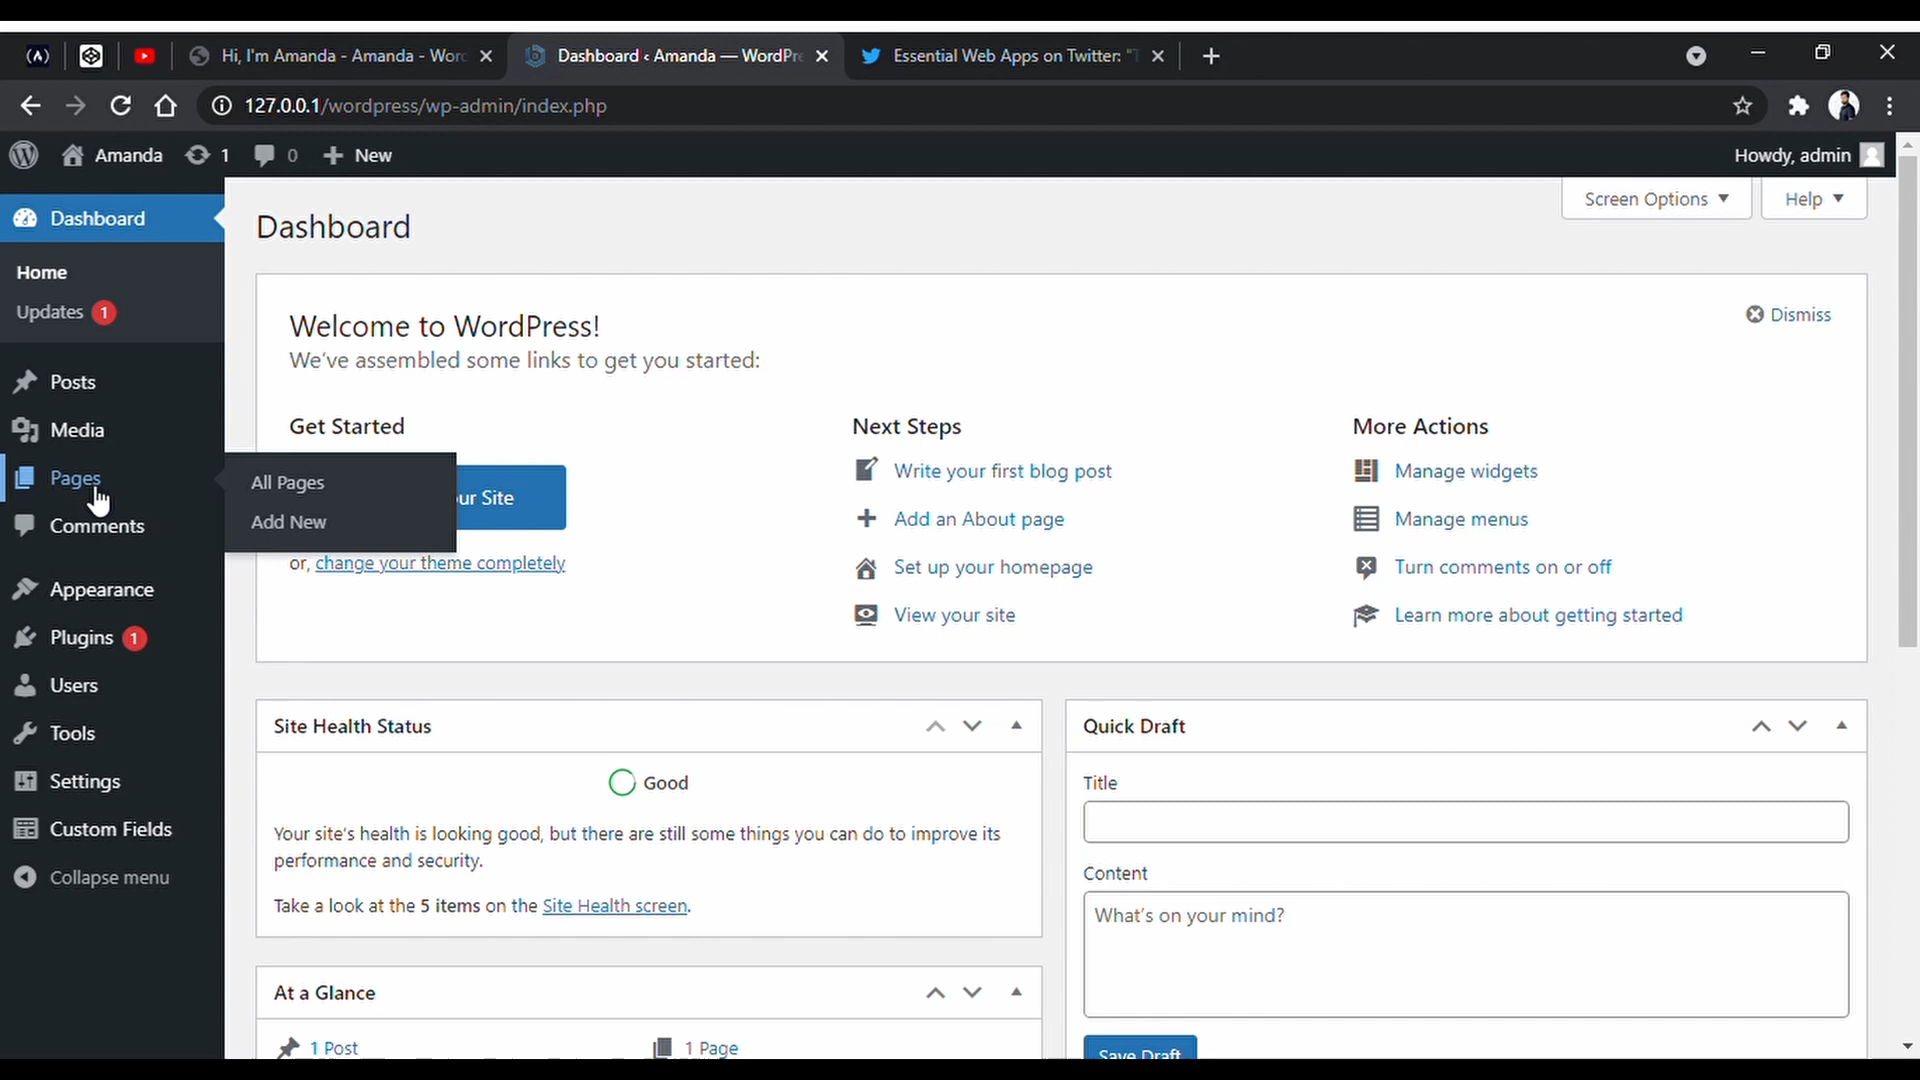 Hi, I'm Amanda - Amanda - Wor
Dashboard ‹ Amanda — WordPre
Essential Web Apps on Twitter: "T
127.0.0.1/wordpress/wp-admin/index.php
Amanda
1
0
New
Howdy, admin
Dashboard
Home
Updates 1
Posts
Media
Pages
All Pages
Add New
Comments
Appearance
Plugins 1
Users
Tools
Settings
Custom Fields
Collapse menu
Screen Options
Help
Dashboard
Welcome to WordPress!
We've assembled some links to get you started:
Dismiss
Get Started
our Site
or, change your theme completely
Next Steps
Write your first blog post
Add an About page
Set up your homepage
View your site
More Actions
Manage widgets
Manage menus
Turn comments on or off
Learn more about getting started
Site Health Status
Good
Your site's health is looking good, but there are still some things you can do to improve its
performance and security.
Take a look at the 5 items on the Site Health screen.
At a Glance
1 Post
1 Page
Quick Draft
Title
Content
What's on your mind?
Save Draft